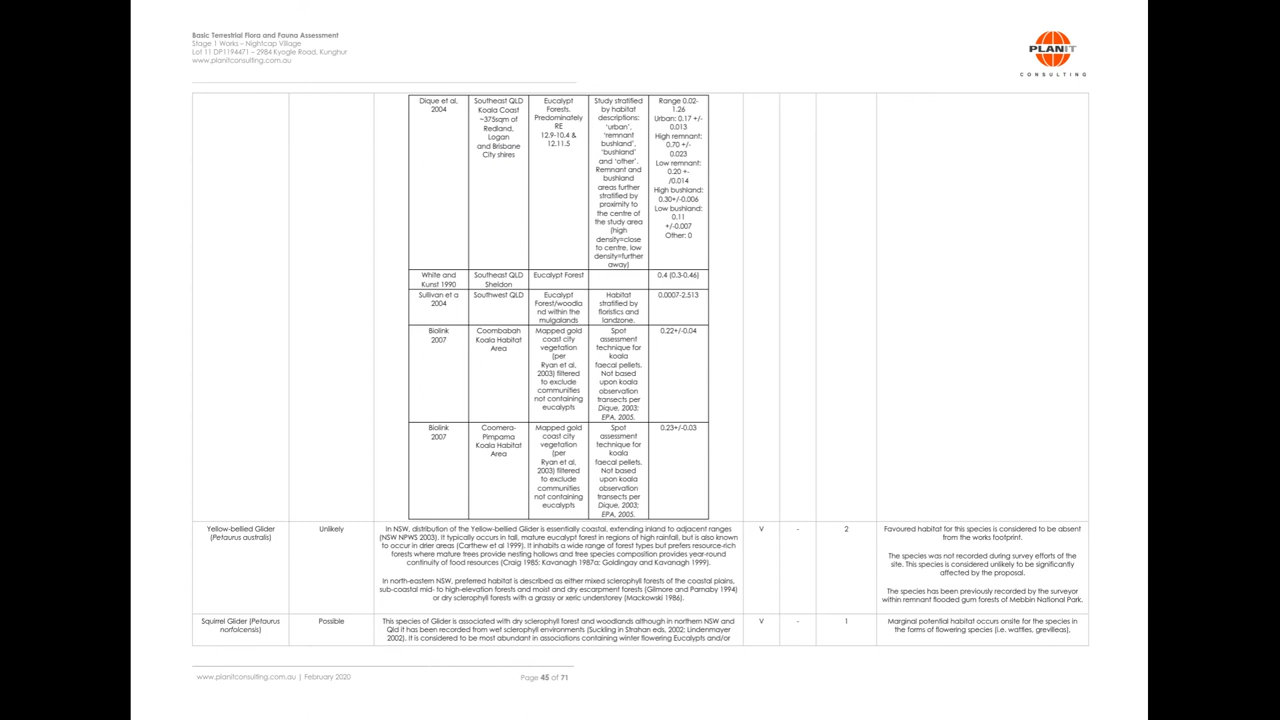 Basic Terrestrial Flora and Fauna Assessment
Stage 1 Works – Nightcap Village
Lot 11 DP1194471 – 2984 Kyogle Road, Kunghur
www.planitconsulting.com.au
PLANIT
CONSULTING
Dique et al, 2004
Southeast QLD Koala Coast ~375sqm of Redland, Logan and Brisbane City shires
Eucalypt Forests. Predominately RE 12.9-10.4 & 12.11.5
Study stratified by habitat descriptions: 'urban', 'remnant bushland', 'bushland' and 'other'. Remnant and bushland areas further stratified by proximity to the centre of the study area (high density=close to centre, low density=further away)
Range 0.02-1.26
Urban: 0.17 +/- 0.013
High remnant: 0.70 +/- 0.023
Low remnant: 0.20 +-/0.014
High bushland: 0.30+/-0.006
Low bushland: 0.11 +/-0.007
Other: 0
White and Kunst 1990
Southeast QLD Sheldon
Eucalypt Forest
0.4 (0.3-0.46)
Sullivan et a 2004
Southwest QLD
Eucalypt Forest/woodla nd within the mulgalands
Habitat stratified by floristics and landzone.
0.0007-2.513
Biolink 2007
Coombabah Koala Habitat Area
Mapped gold coast city vegetation (per Ryan et al, 2003) filtered to exclude communities not containing eucalypts
Spot assessment technique for koala faecal pellets. Not based upon koala observation transects per Dique, 2003; EPA, 2005.
0.22+/-0.04
Biolink 2007
Coomera-Pimpama Koala Habitat Area
Mapped gold coast city vegetation (per Ryan et al, 2003) filtered to exclude communities not containing eucalypts
Spot assessment technique for koala faecal pellets. Not based upon koala observation transects per Dique, 2003; EPA, 2005.
0.23+/-0.03
Yellow-bellied Glider (Petaurus australis)
Unlikely
In NSW, distribution of the Yellow-bellied Glider is essentially coastal, extending inland to adjacent ranges
(NSW NPWS 2003). It typically occurs in tall, mature eucalypt forest in regions of high rainfall, but is also known
to occur in drier areas (Carthew et al 1999). It inhabits a wide range of forest types but prefers resource-rich
forests where mature trees provide nesting hollows and tree species composition provides year-round
continuity of food resources (Craig 1985; Kavanagh 1987a; Goldingay and Kavanagh 1999).
In north-eastern NSW, preferred habitat is described as either mixed sclerophyll forests of the coastal plains,
sub-coastal mid- to high-elevation forests and moist and dry escarpment forests (Gilmore and Parnaby 1994)
or dry sclerophyll forests with a grassy or xeric understorey (Mackowski 1986).
V
-
2
Favoured habitat for this species is considered to be absent
from the works footprint.
The species was not recorded during survey efforts of the
site. This species is considered unlikely to be significantly
affected by the proposal.
The species has been previously recorded by the surveyor
within remnant flooded gum forests of Mebbin National Park.
Squirrel Glider (Petaurus norfolcensis)
Possible
This species of Glider is associated with dry sclerophyll forest and woodlands although in northern NSW and
Qld it has been recorded from wet sclerophyll environments (Suckling in Strahan eds, 2002; Lindenmayer
2002). It is considered to be most abundant in associations containing winter flowering Eucalypts and/or
V
-
1
Marginal potential habitat occurs onsite for the species in
the forms of flowering species (i.e. wattles, grevilleas),
www.planitconsulting.com.au | February 2020
Page 45 of 71